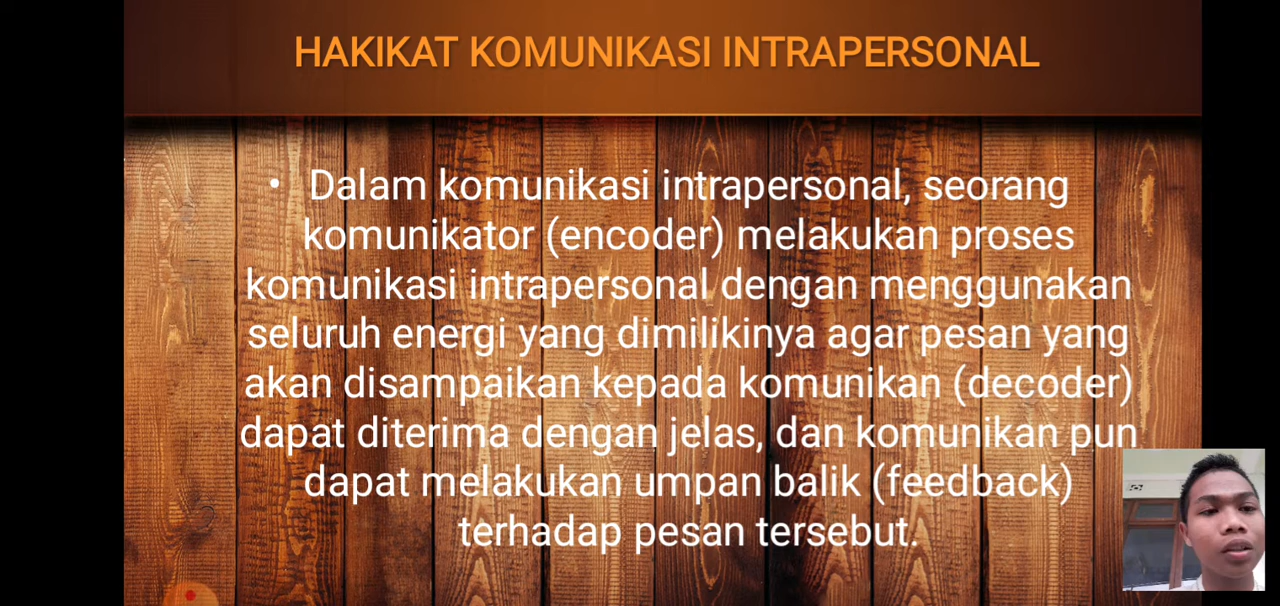 HAKIKAT KOMUNIKASI INTRAPERSONAL
• Dalam komunikasi intrapersonal, seorang
komunikator (encoder) melakukan proses
komunikasi intrapersonal dengan menggunakan
seluruh energi yang dimilikinya agar pesan yang
akan disampaikan kepada komunikan (decoder)
dapat diterima dengan jelas, dan komunikan pun
dapat melakukan umpan balik (feedback)
terhadap pesan tersebut.